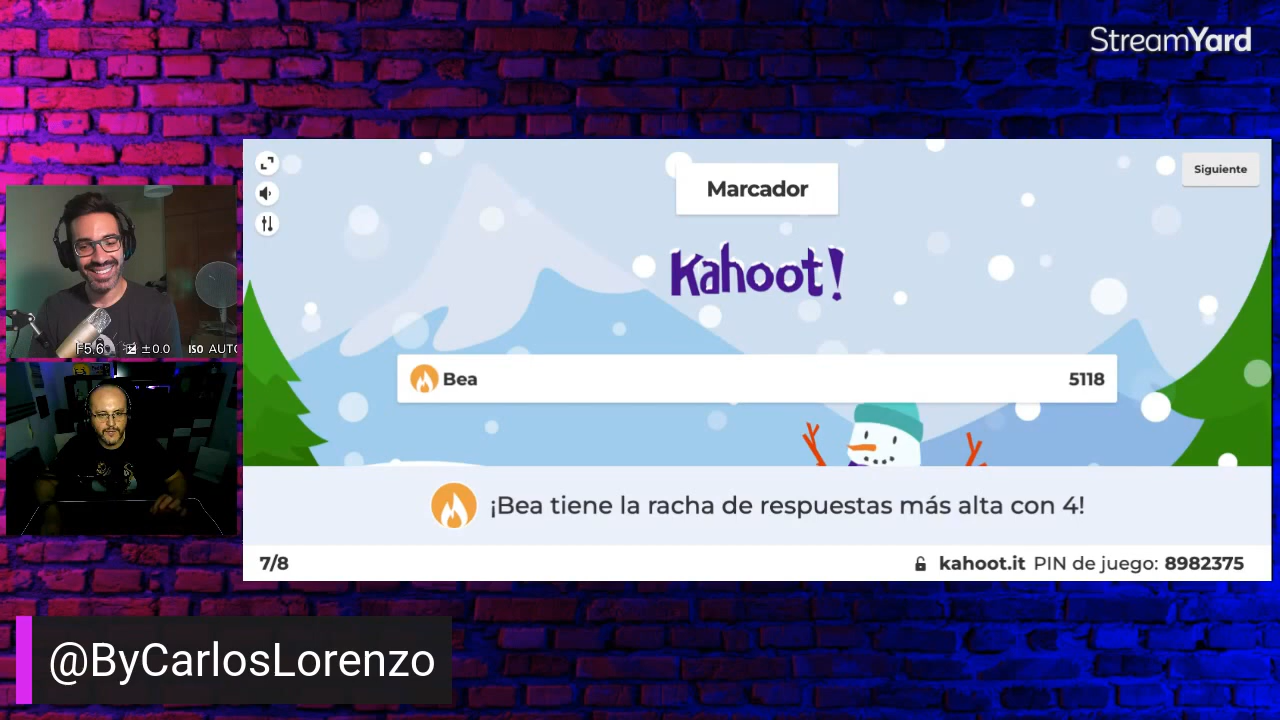 StreamYard
Marcador
Siguiente
Kahoot!
Bea 5118
¡Bea tiene la racha de respuestas más alta con 4!
7/8
kahoot.it PIN de juego: 8982375
F5.6 ±0.0 ISO AUTO
@ByCarlosLorenzo